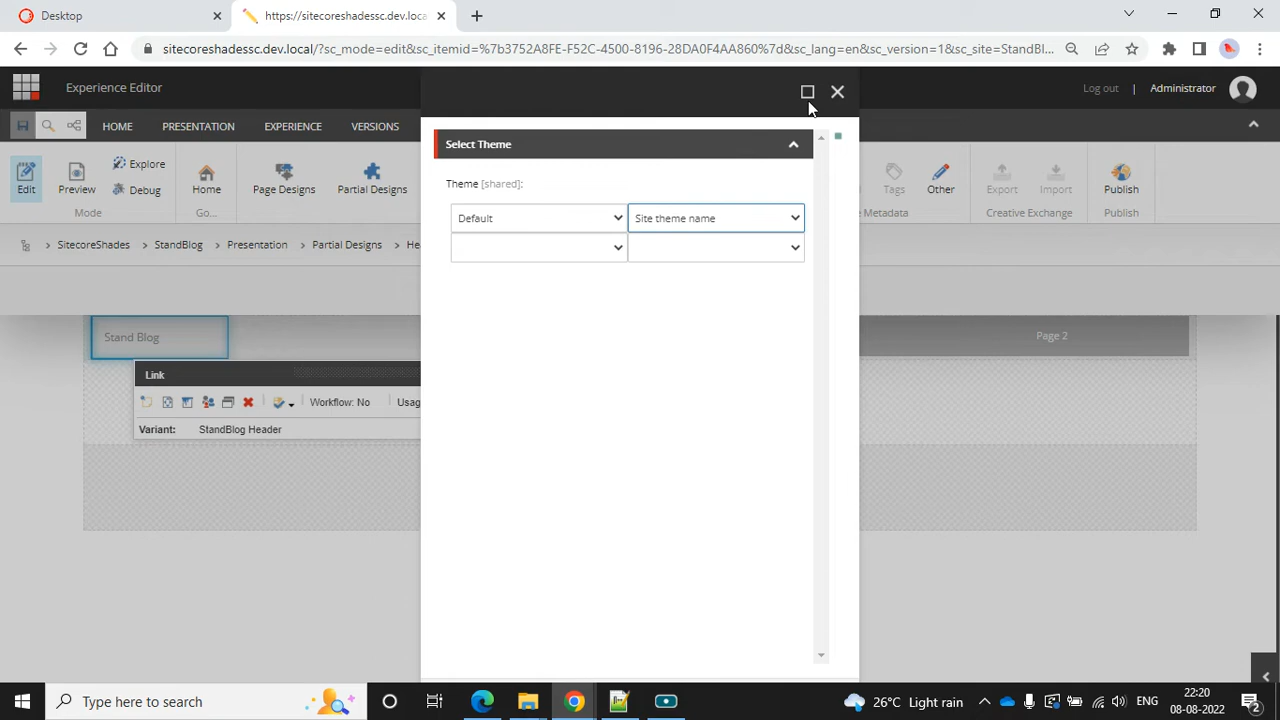 Desktop
https://sitecoreshadessc.dev.loca
sitecoreshadessc.dev.local/?sc_mode=edit&sc_itemid=%7b3752A8FE-F52C-4500-8196-28DA0F4AA860%7d&sc_lang=en&sc_version=1&sc_site=StandBl...
Experience Editor
Log out | Administrator
HOME PRESENTATION EXPERIENCE VERSIONS
Edit Preview Explore Debug Home Page Designs Partial Designs Tags Other Export Import Publish
Mode Go... Metadata Creative Exchange Publish
SitecoreShades > StandBlog > Presentation > Partial Designs > Hea
Select Theme
Theme [shared]:
Default Site theme name
Stand Blog Page 2
Link
Workflow: No Usag
Variant: StandBlog Header
Type here to search
26°C Light rain
ENG
22:20
08-08-2022
2